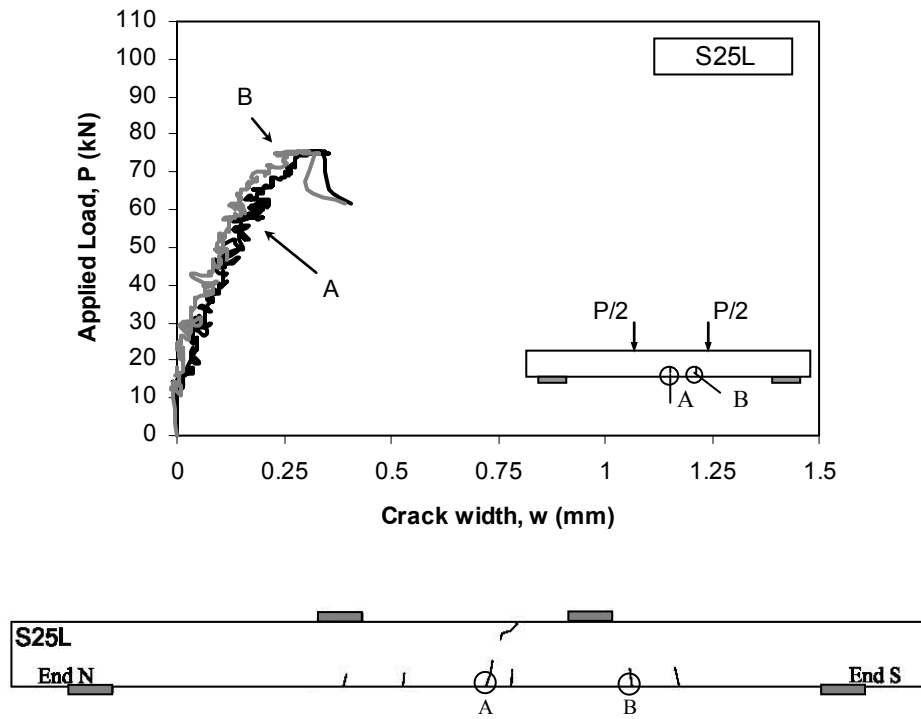 110
100
90
80
70
60
50
40
30
20
10
0
Applied Load, P (kN)
S25L
B
A
P/2 P/2
A B
0 0.25 0.5 0.75 1 1.25 1.5
Crack width, w (mm)
S25L
End N End S
A B